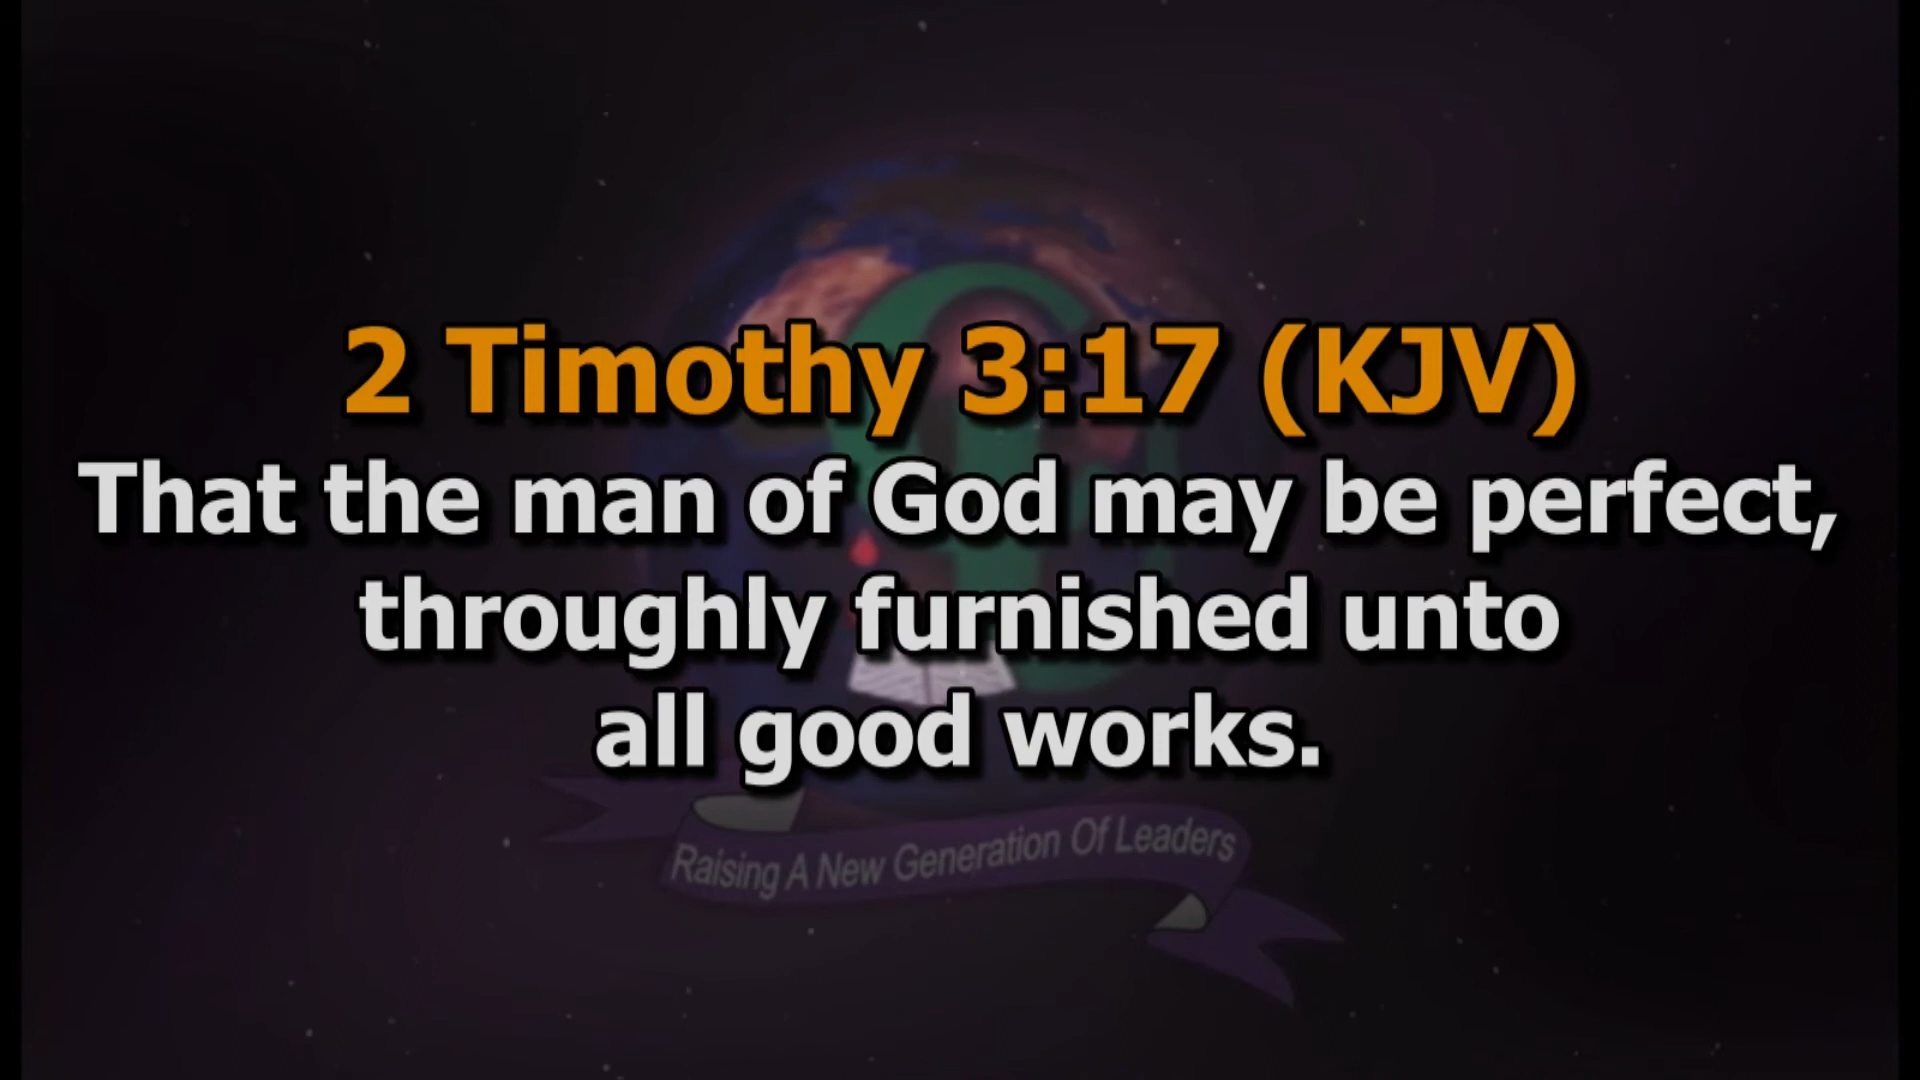 2 Timothy 3:17 (KJV)
That the man of God may be perfect,
throughly furnished unto
all good works.
Raising A New Generation Of Leaders